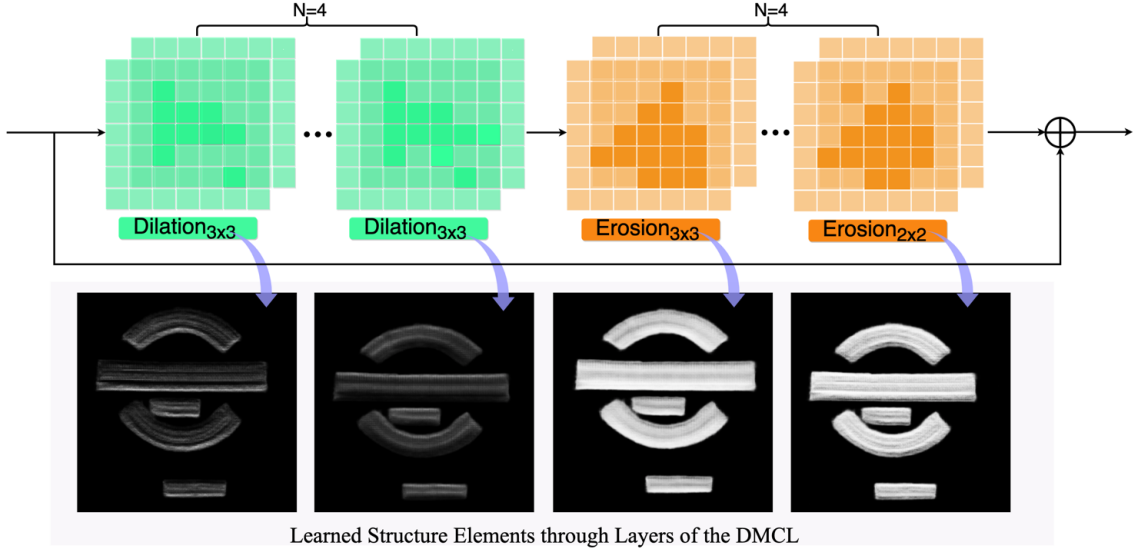 N=4
N=4
Dilation3x3
Dilation3x3
Erosion3x3
Erosion2x2
Learned Structure Elements through Layers of the DMCL